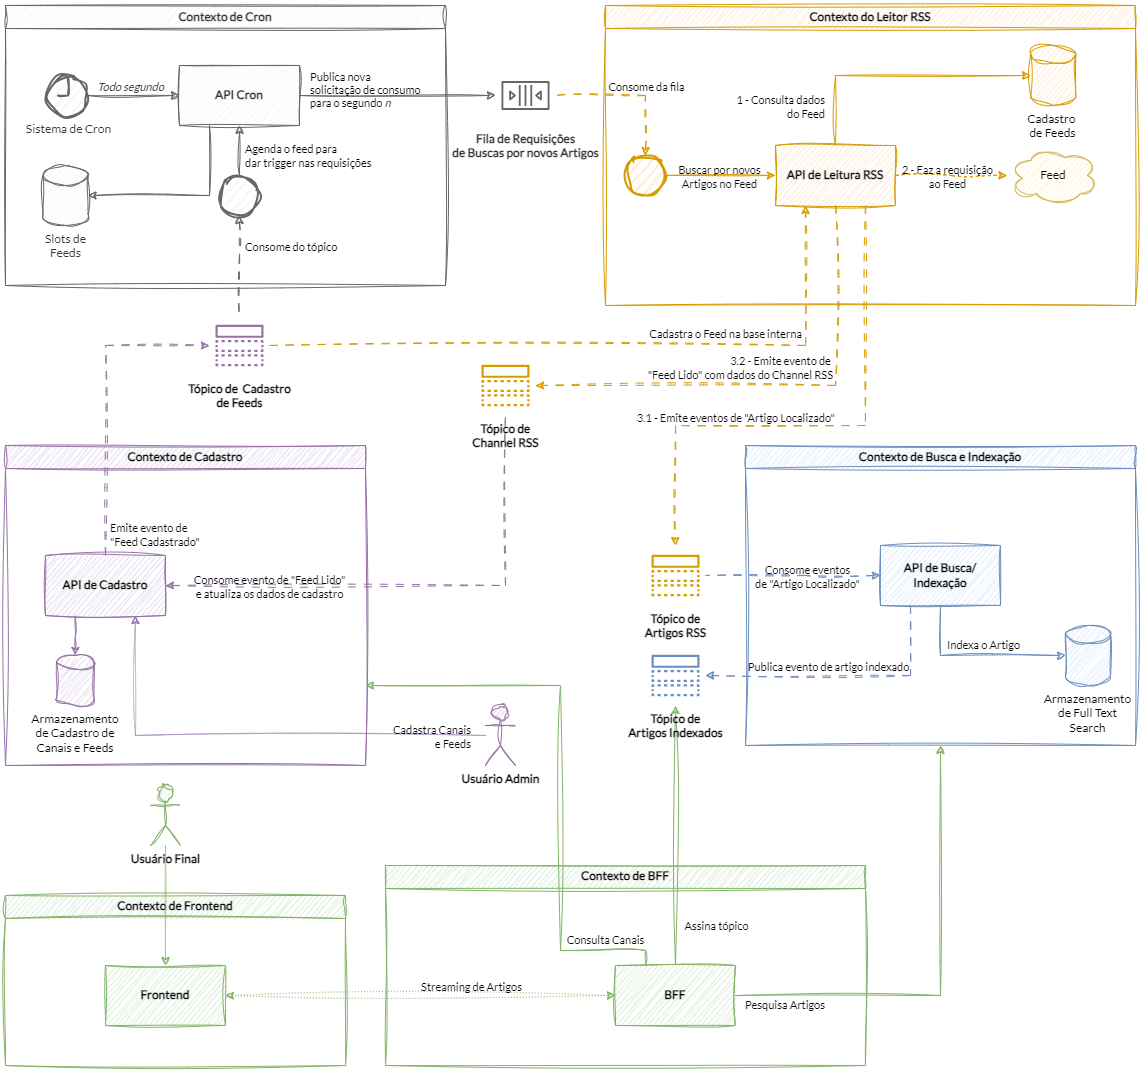 Contexto de Cron
Todo segundo
API Cron
Publica nova
solicitação de consumo
para o segundo n
Sistema de Cron
Agenda o feed para
dar trigger nas requisições
Slots de
Feeds
Consome do tópico
Fila de Requisições
de Buscas por novos Artigos
Contexto do Leitor RSS
Consome da fila
1 - Consulta dados
do Feed
Cadastro
de Feeds
Buscar por novos
Artigos no Feed
API de Leitura RSS
2 - Faz a requisição
ao Feed
Feed
Tópico de Cadastro
de Feeds
Cadastra o Feed na base interna
3.2 - Emite evento de
"Feed Lido" com dados do Channel RSS
Tópico de
Channel RSS
3.1 - Emite eventos de "Artigo Localizado"
Contexto de Cadastro
Emite evento de
"Feed Cadastrado"
API de Cadastro
Consome evento de "Feed Lido"
e atualiza os dados de cadastro
Armazenamento
de Cadastro de
Canais e Feeds
Cadastra Canais
e Feeds
Usuário Admin
Contexto de Busca e Indexação
Consome eventos
de "Artigo Localizado"
API de Busca/
Indexação
Tópico de
Artigos RSS
Indexa o Artigo
Publica evento de artigo indexado
Armazenamento
de Full Text
Search
Tópico de
Artigos Indexados
Usuário Final
Contexto de Frontend
Frontend
Streaming de Artigos
Contexto de BFF
Assina tópico
Consulta Canais
BFF
Pesquisa Artigos